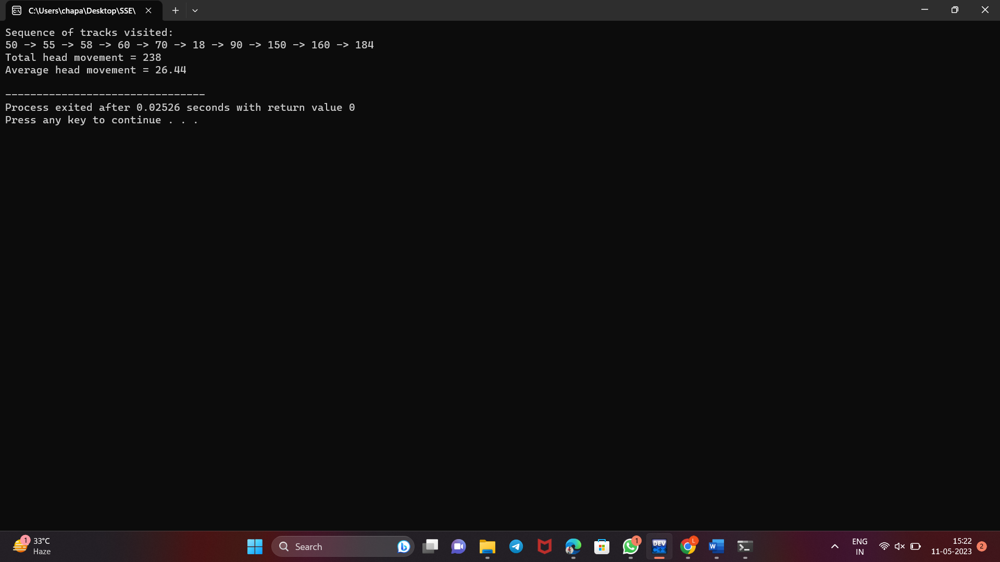 C:\Users\chapa\Desktop\SSE\
Sequence of tracks visited:
50 -> 55 -> 58 -> 60 -> 70 -> 18 -> 90 -> 150 -> 160 -> 184
Total head movement = 238
Average head movement = 26.44
--------------------------------
Process exited after 0.02526 seconds with return value 0
Press any key to continue . . .
1
33°C
Haze
Search
1
DEV
C++
L
W
ENG
IN
15:22
11-05-2023
2